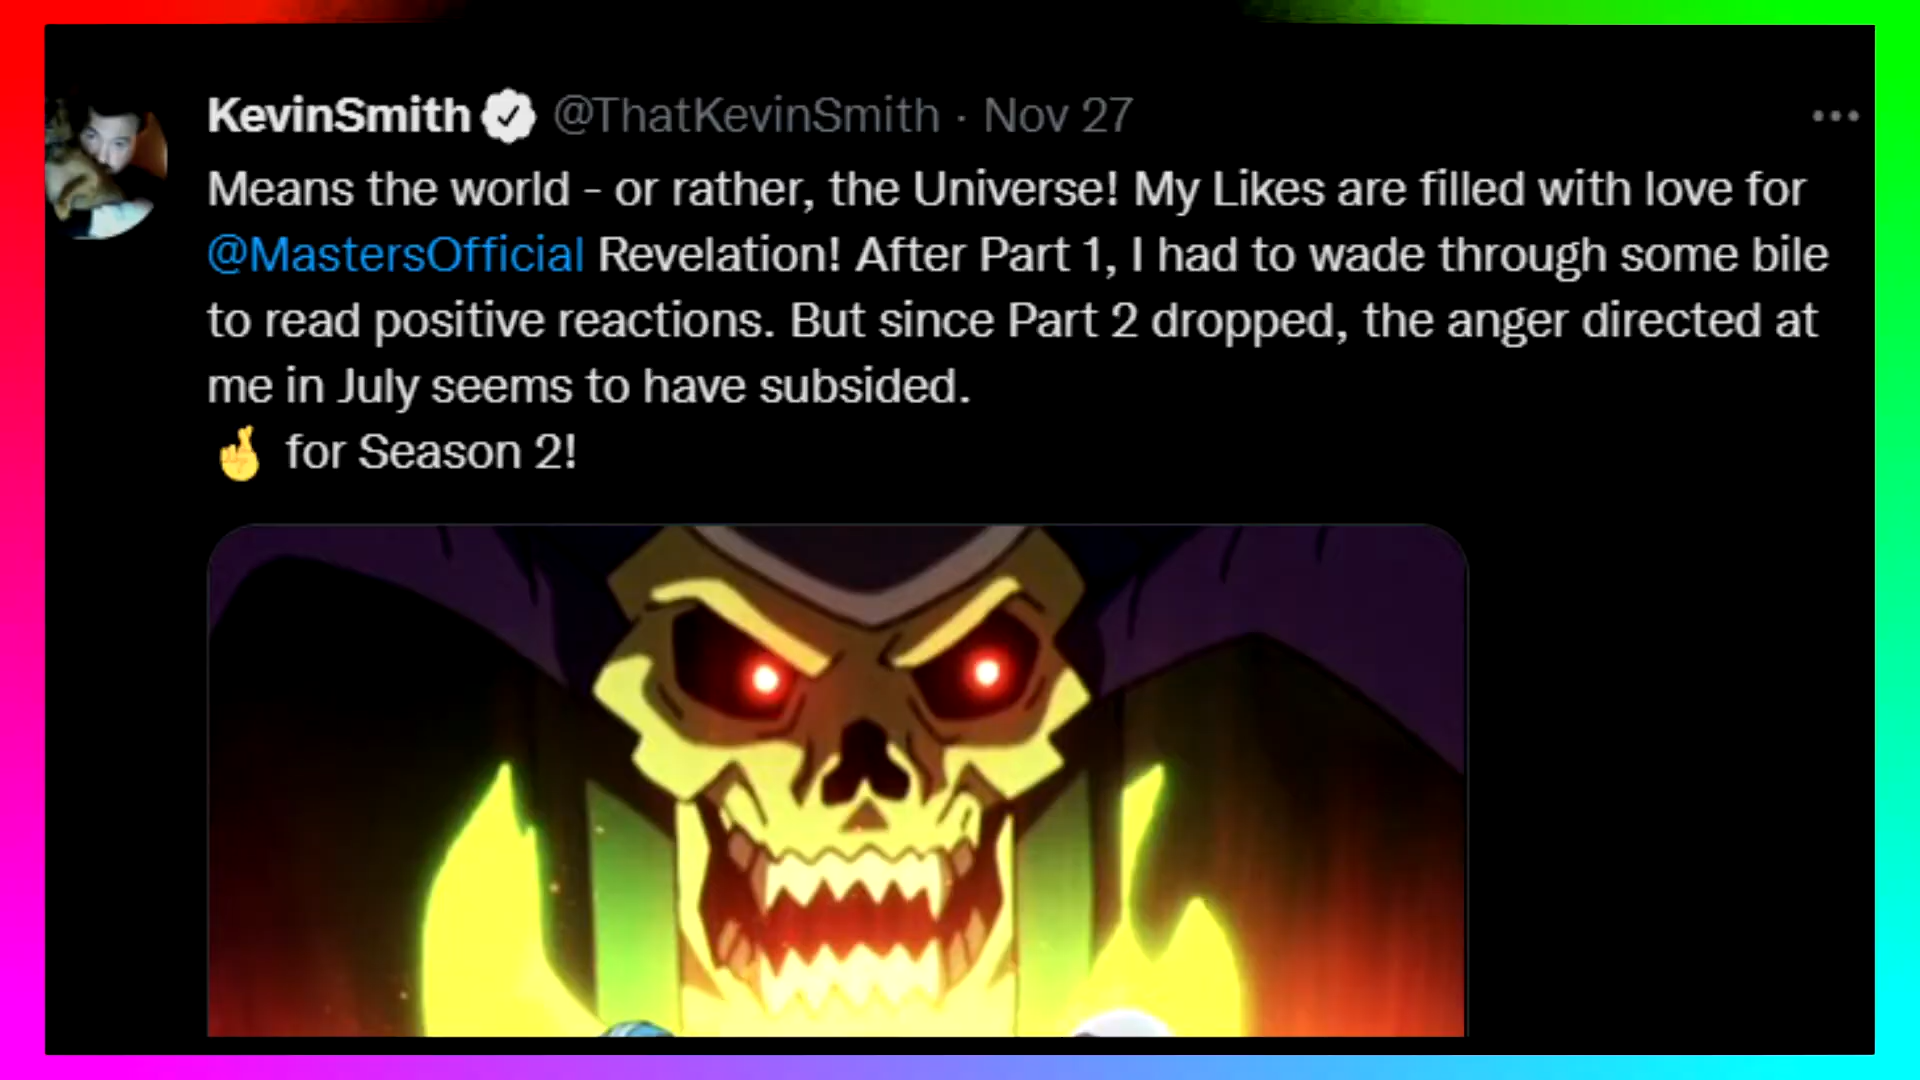 KevinSmith @ThatKevinSmith · Nov 27
Means the world - or rather, the Universe! My Likes are filled with love for
@MastersOfficial Revelation! After Part 1, I had to wade through some bile
to read positive reactions. But since Part 2 dropped, the anger directed at
me in July seems to have subsided.
🤞 for Season 2!